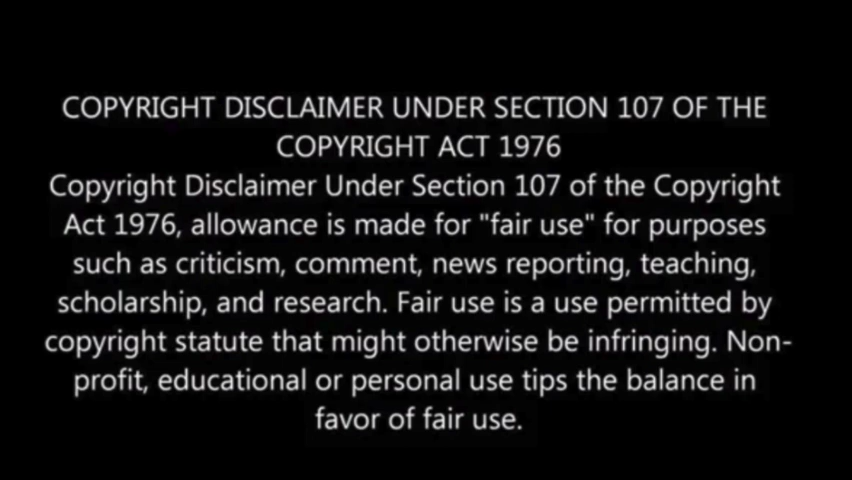 COPYRIGHT DISCLAIMER UNDER SECTION 107 OF THE
COPYRIGHT ACT 1976
Copyright Disclaimer Under Section 107 of the Copyright
Act 1976, allowance is made for "fair use" for purposes
such as criticism, comment, news reporting, teaching,
scholarship, and research. Fair use is a use permitted by
copyright statute that might otherwise be infringing. Non-
profit, educational or personal use tips the balance in
favor of fair use.